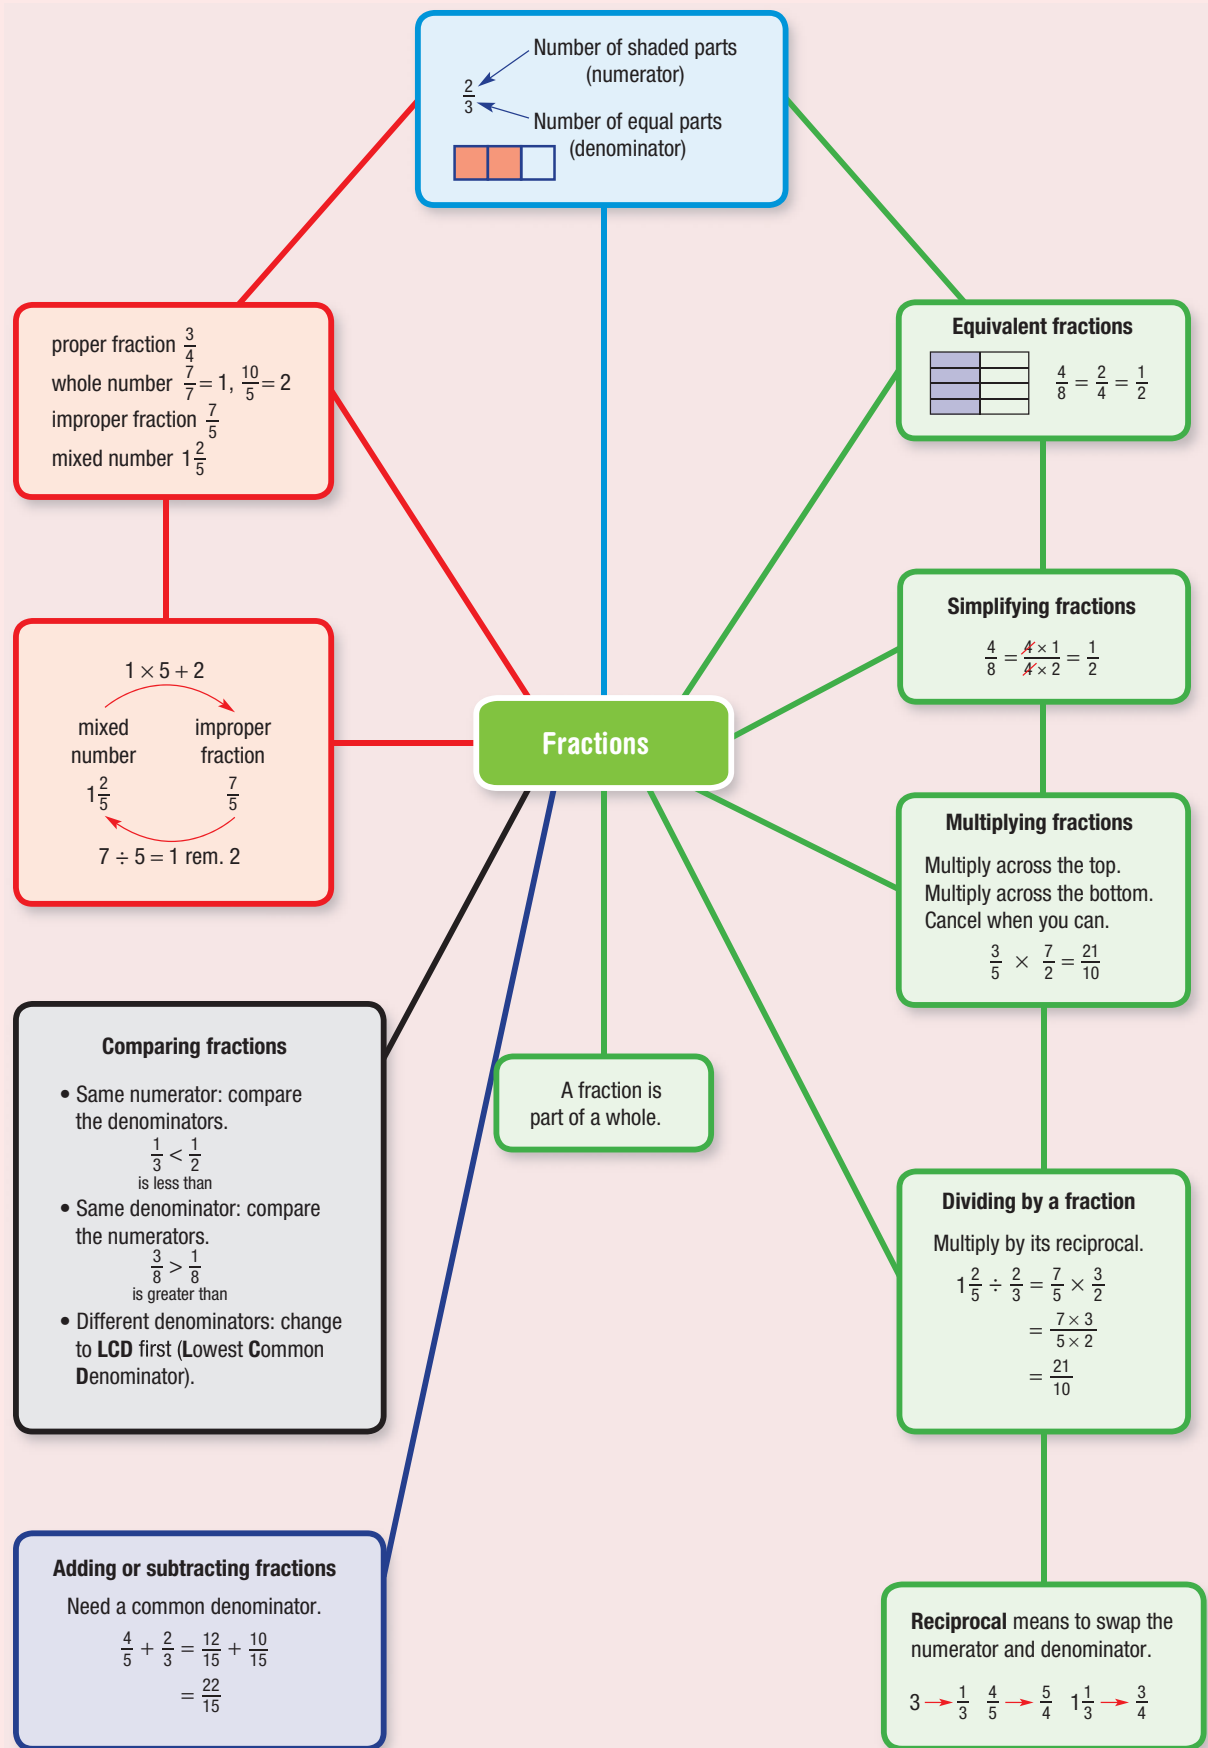 Number of shaded parts
(numerator)
2/3
Number of equal parts
(denominator)
proper fraction 3/4
whole number 7/7 = 1, 10/5 = 2
improper fraction 7/5
mixed number 1 2/5
Equivalent fractions
4/8 = 2/4 = 1/2
Simplifying fractions
4/8 = (4 × 1)/(4 × 2) = 1/2
1 × 5 + 2
mixed number
improper fraction
1 2/5
7/5
7 ÷ 5 = 1 rem. 2
Fractions
Multiplying fractions
Multiply across the top.
Multiply across the bottom.
Cancel when you can.
3/5 × 7/2 = 21/10
Comparing fractions
• Same numerator: compare
the denominators.
1/3 < 1/2
is less than
• Same denominator: compare
the numerators.
3/8 > 1/8
is greater than
• Different denominators: change
to LCD first (Lowest Common
Denominator).
A fraction is
part of a whole.
Dividing by a fraction
Multiply by its reciprocal.
1 2/5 ÷ 2/3 = 7/5 × 3/2
= (7 × 3)/(5 × 2)
= 21/10
Adding or subtracting fractions
Need a common denominator.
4/5 + 2/3 = 12/15 + 10/15
= 22/15
Reciprocal means to swap the
numerator and denominator.
3 → 1/3 4/5 → 5/4 1 1/3 → 3/4